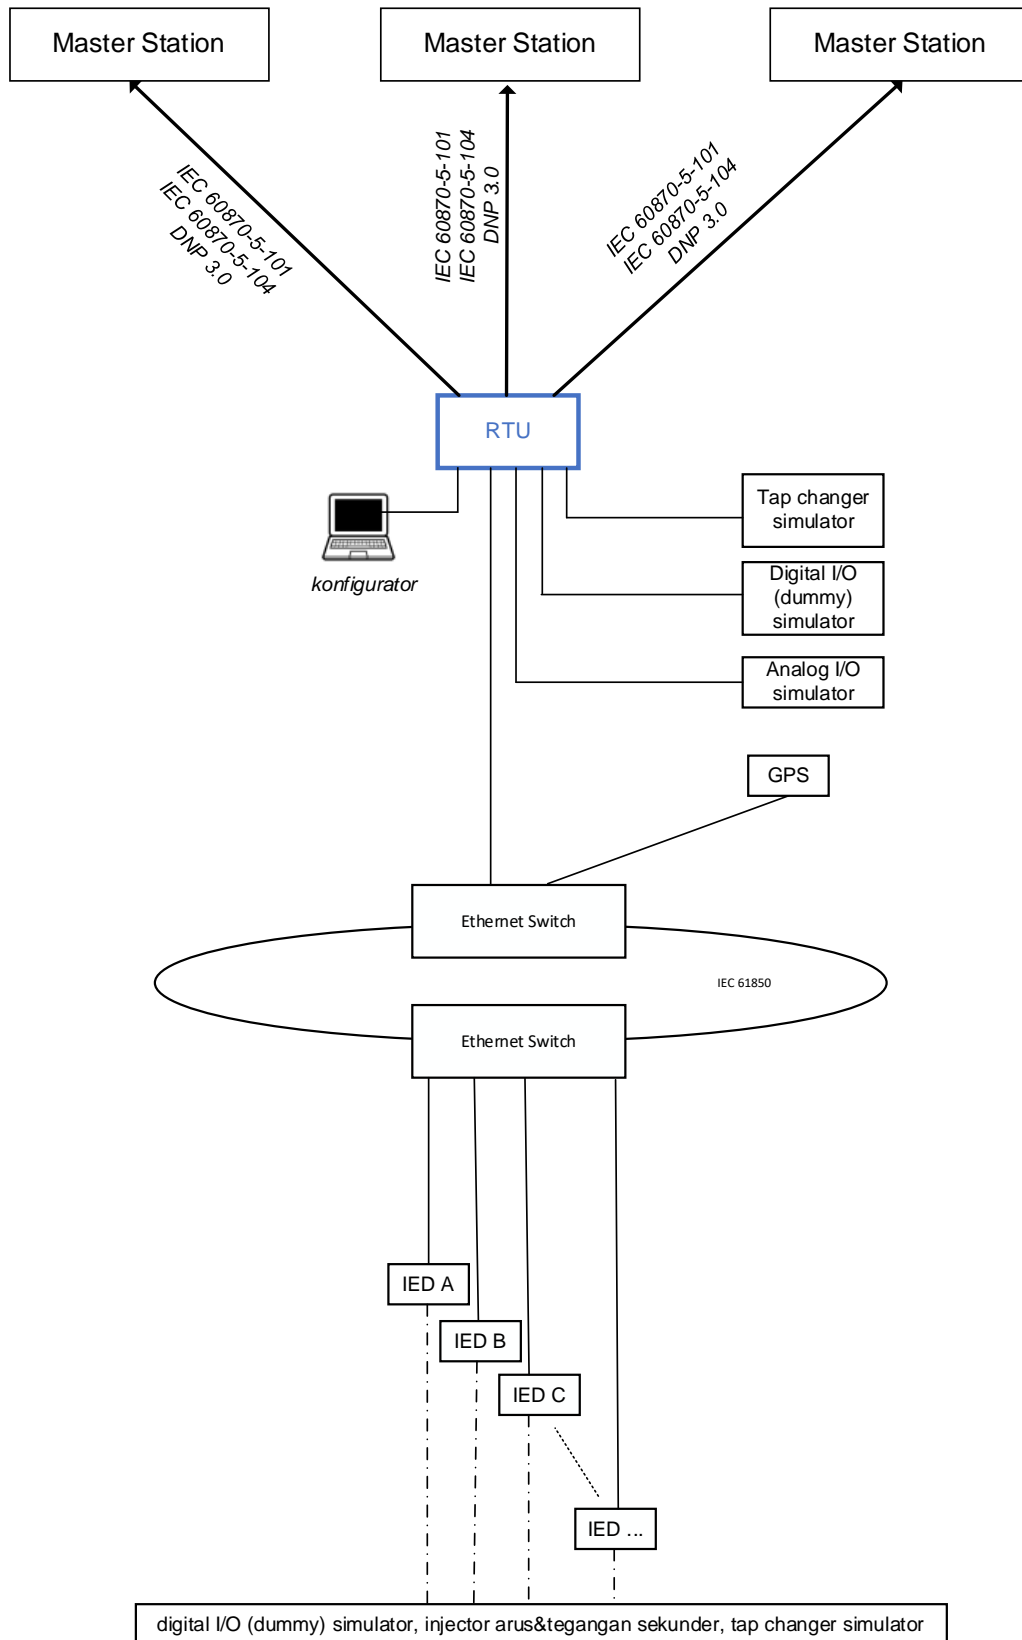 Master Station
Master Station
Master Station
IEC 60870-5-101
IEC 60870-5-104
DNP 3.0
IEC 60870-5-101
IEC 60870-5-104
DNP 3.0
IEC 60870-5-101
IEC 60870-5-104
DNP 3.0
RTU
konfigurator
Tap changer
simulator
Digital I/O
(dummy)
simulator
Analog I/O
simulator
GPS
Ethernet Switch
IEC 61850
Ethernet Switch
IED A
IED B
IED C
IED ...
digital I/O (dummy) simulator, injector arus&tegangan sekunder, tap changer simulator